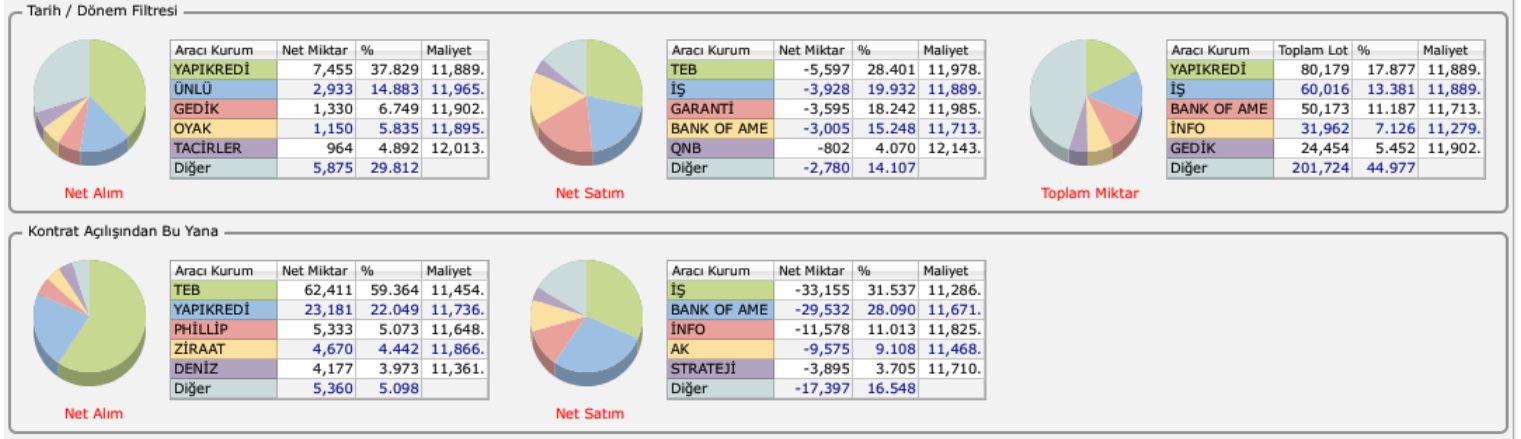 Tarih / Dönem Filtresi
Aracı Kurum Net Miktar % Maliyet
YAPIKREDİ 7,455 37.829 11,889.
ÜNLÜ 2,933 14.883 11,965.
GEDİK 1,330 6.749 11,902.
OYAK 1,150 5.835 11,895.
TACİRLER 964 4.892 12,013.
Diğer 5,875 29.812
Net Alım
Aracı Kurum Net Miktar % Maliyet
TEB -5,597 28.401 11,978.
İŞ -3,928 19.932 11,889.
GARANTİ -3,595 18.242 11,985.
BANK OF AME -3,005 15.248 11,713.
QNB -802 4.070 12,143.
Diğer -2,780 14.107
Net Satım
Aracı Kurum Toplam Lot % Maliyet
YAPIKREDİ 80,179 17.877 11,889.
İŞ 60,016 13.381 11,889.
BANK OF AME 50,173 11.187 11,713.
İNFO 31,962 7.126 11,279.
GEDİK 24,454 5.452 11,902.
Diğer 201,724 44.977
Toplam Miktar
Kontrat Açılışından Bu Yana
Aracı Kurum Net Miktar % Maliyet
TEB 62,411 59.364 11,454.
YAPIKREDİ 23,181 22.049 11,736.
PHİLLİP 5,333 5.073 11,648.
ZİRAAT 4,670 4.442 11,866.
DENİZ 4,177 3.973 11,361.
Diğer 5,360 5.098
Net Alım
Aracı Kurum Net Miktar % Maliyet
İŞ -33,155 31.537 11,286.
BANK OF AME -29,532 28.090 11,671.
İNFO -11,578 11.013 11,825.
AK -9,575 9.108 11,468.
STRATEJİ -3,895 3.705 11,710.
Diğer -17,397 16.548
Net Satım